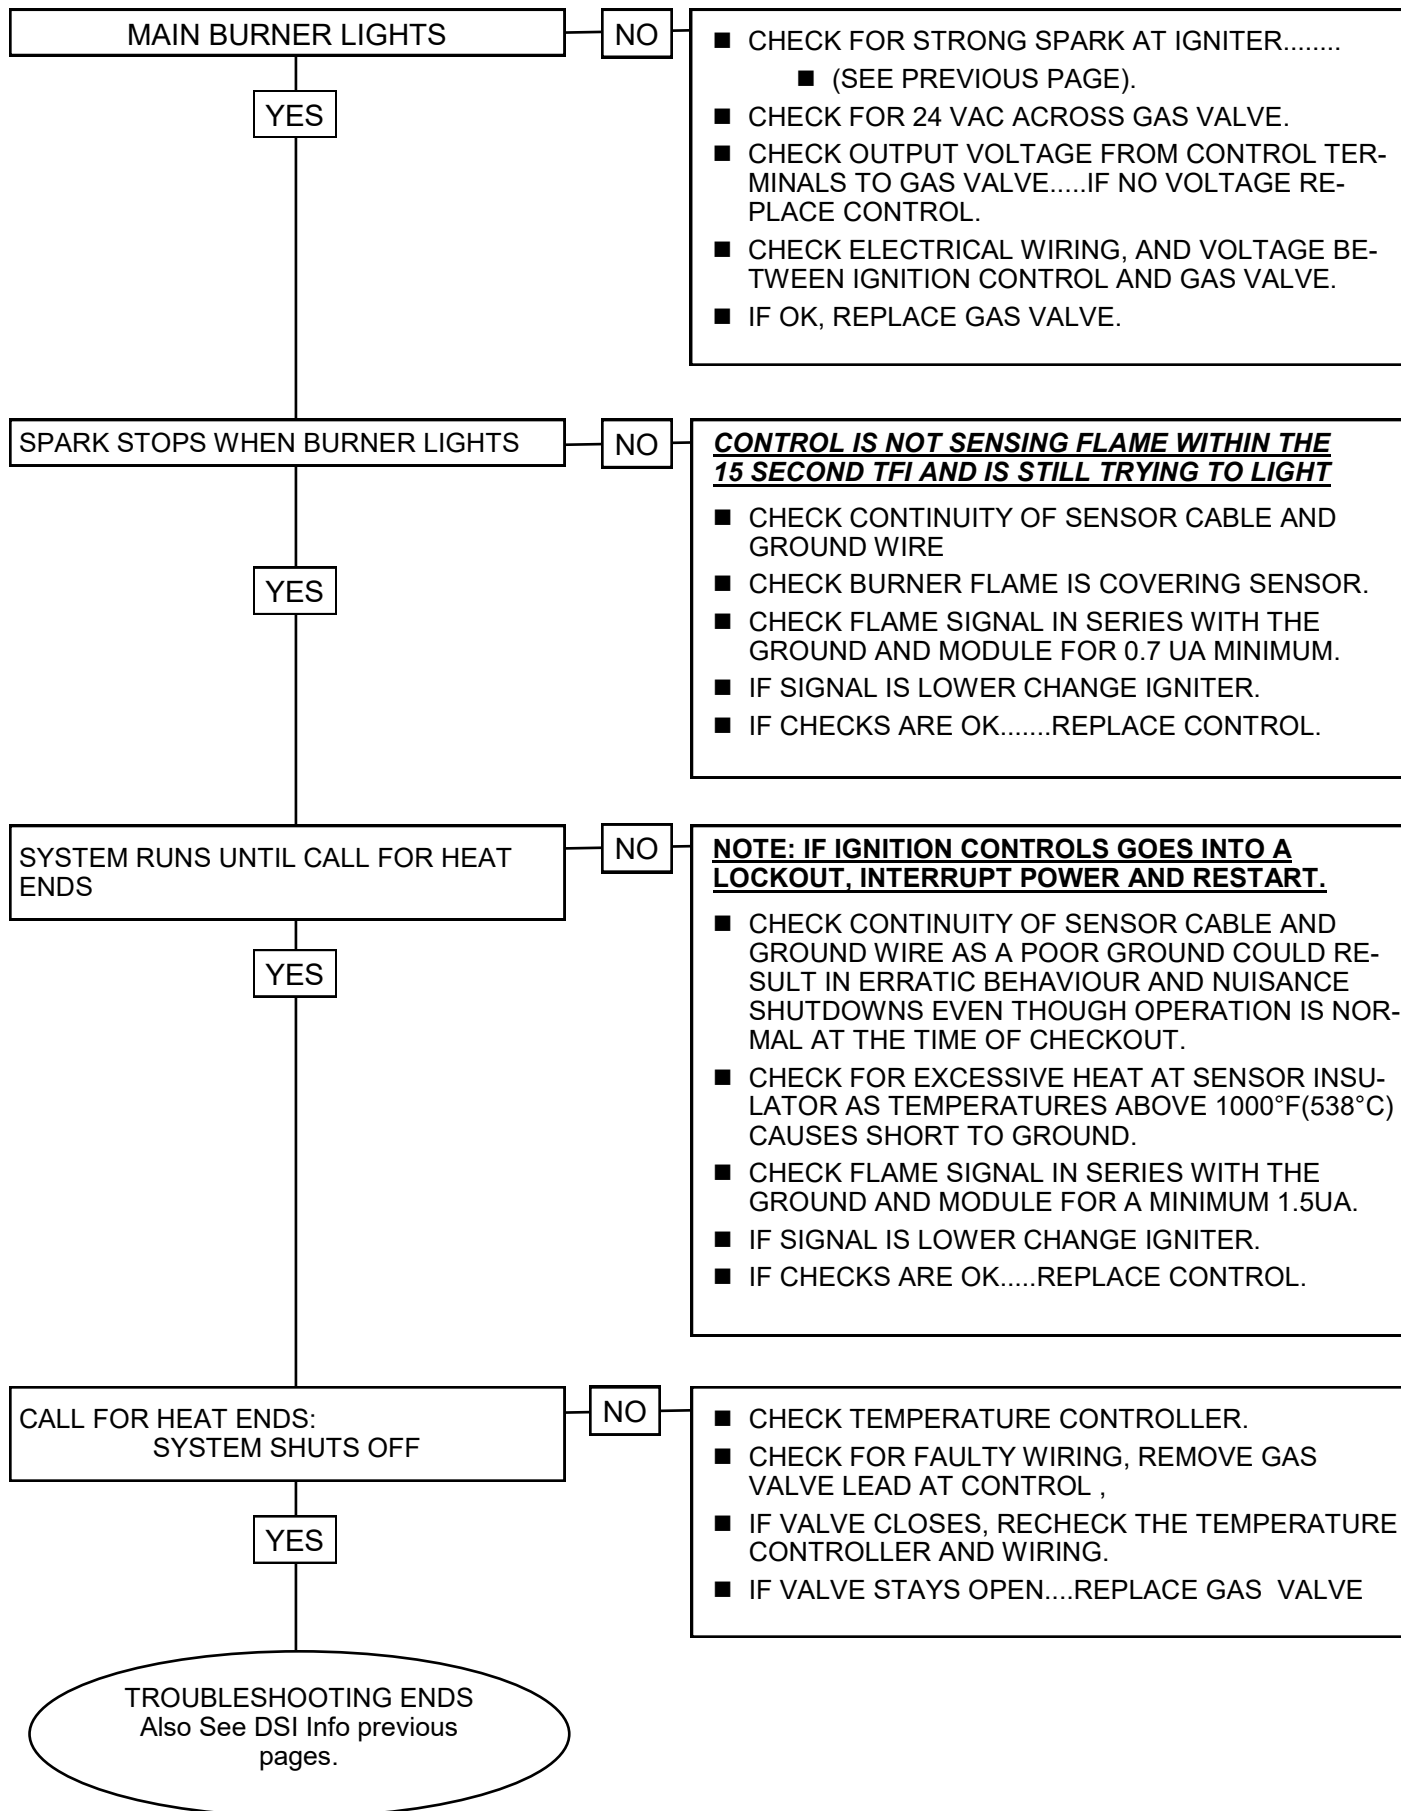 MAIN BURNER LIGHTS
NO
■ CHECK FOR STRONG SPARK AT IGNITER........
■ (SEE PREVIOUS PAGE).
■ CHECK FOR 24 VAC ACROSS GAS VALVE.
■ CHECK OUTPUT VOLTAGE FROM CONTROL TER-
MINALS TO GAS VALVE.....IF NO VOLTAGE RE-
PLACE CONTROL.
■ CHECK ELECTRICAL WIRING, AND VOLTAGE BE-
TWEEN IGNITION CONTROL AND GAS VALVE.
■ IF OK, REPLACE GAS VALVE.
YES
SPARK STOPS WHEN BURNER LIGHTS
NO
CONTROL IS NOT SENSING FLAME WITHIN THE
15 SECOND TFI AND IS STILL TRYING TO LIGHT
■ CHECK CONTINUITY OF SENSOR CABLE AND
GROUND WIRE
■ CHECK BURNER FLAME IS COVERING SENSOR.
■ CHECK FLAME SIGNAL IN SERIES WITH THE
GROUND AND MODULE FOR 0.7 UA MINIMUM.
■ IF SIGNAL IS LOWER CHANGE IGNITER.
■ IF CHECKS ARE OK.......REPLACE CONTROL.
YES
SYSTEM RUNS UNTIL CALL FOR HEAT
ENDS
NO
NOTE: IF IGNITION CONTROLS GOES INTO A
LOCKOUT, INTERRUPT POWER AND RESTART.
■ CHECK CONTINUITY OF SENSOR CABLE AND
GROUND WIRE AS A POOR GROUND COULD RE-
SULT IN ERRATIC BEHAVIOUR AND NUISANCE
SHUTDOWNS EVEN THOUGH OPERATION IS NOR-
MAL AT THE TIME OF CHECKOUT.
■ CHECK FOR EXCESSIVE HEAT AT SENSOR INSU-
LATOR AS TEMPERATURES ABOVE 1000°F(538°C)
CAUSES SHORT TO GROUND.
■ CHECK FLAME SIGNAL IN SERIES WITH THE
GROUND AND MODULE FOR A MINIMUM 1.5UA.
■ IF SIGNAL IS LOWER CHANGE IGNITER.
■ IF CHECKS ARE OK.....REPLACE CONTROL.
YES
CALL FOR HEAT ENDS:
SYSTEM SHUTS OFF
NO
■ CHECK TEMPERATURE CONTROLLER.
■ CHECK FOR FAULTY WIRING, REMOVE GAS
VALVE LEAD AT CONTROL ,
■ IF VALVE CLOSES, RECHECK THE TEMPERATURE
CONTROLLER AND WIRING.
■ IF VALVE STAYS OPEN....REPLACE GAS  VALVE
YES
TROUBLESHOOTING ENDS
Also See DSI Info previous
pages.